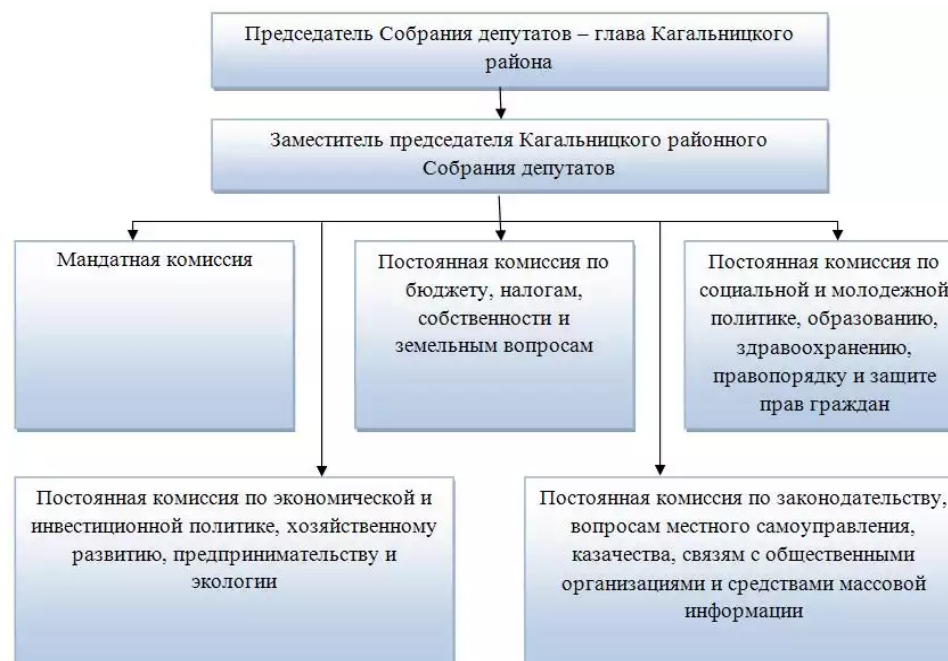 Председатель Собрания депутатов – глава Кагальницкого
района
Заместитель председателя Кагальницкого районного
Собрания депутатов
Мандатная комиссия
Постоянная комиссия по
бюджету, налогам,
собственности и
земельным вопросам
Постоянная комиссия по
социальной и молодежной
политике, образованию,
здравоохранению,
правопорядку и защите
прав граждан
Постоянная комиссия по экономической и
инвестиционной политике, хозяйственному
развитию, предпринимательству и
экологии
Постоянная комиссия по законодательству,
вопросам местного самоуправления,
казачества, связям с общественными
организациями и средствами массовой
информации